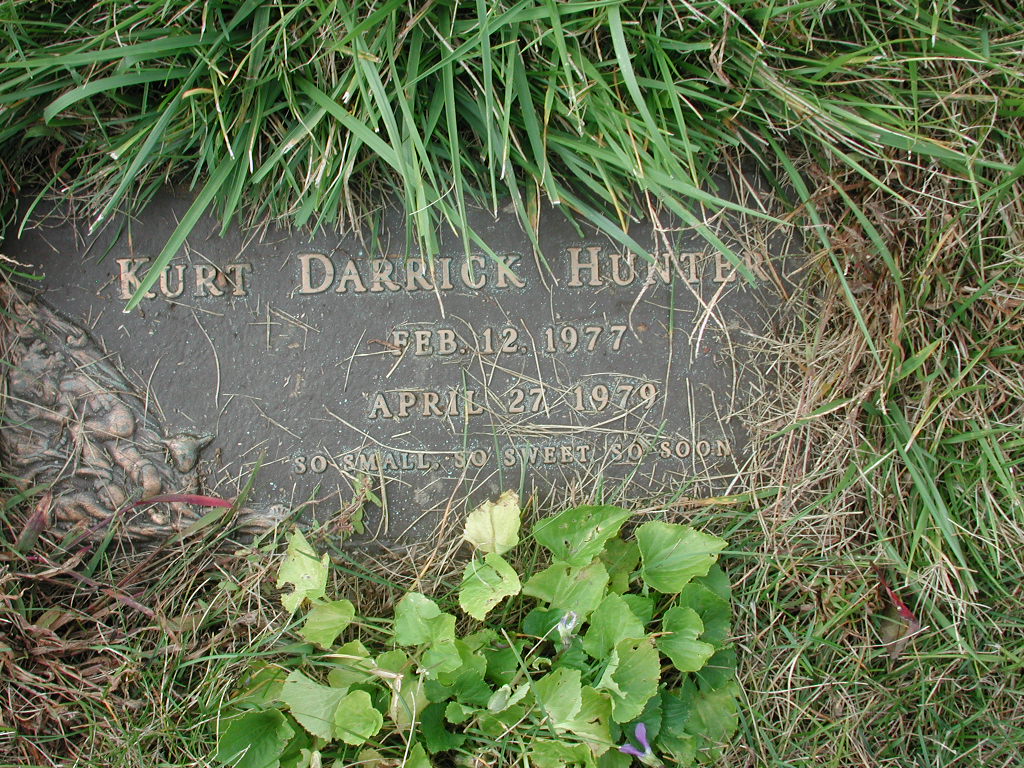 KURT DARRICK HUNTER
FEB. 12. 1977
APRIL 27 1979
SO SMALL, SO SWEET SO SOON